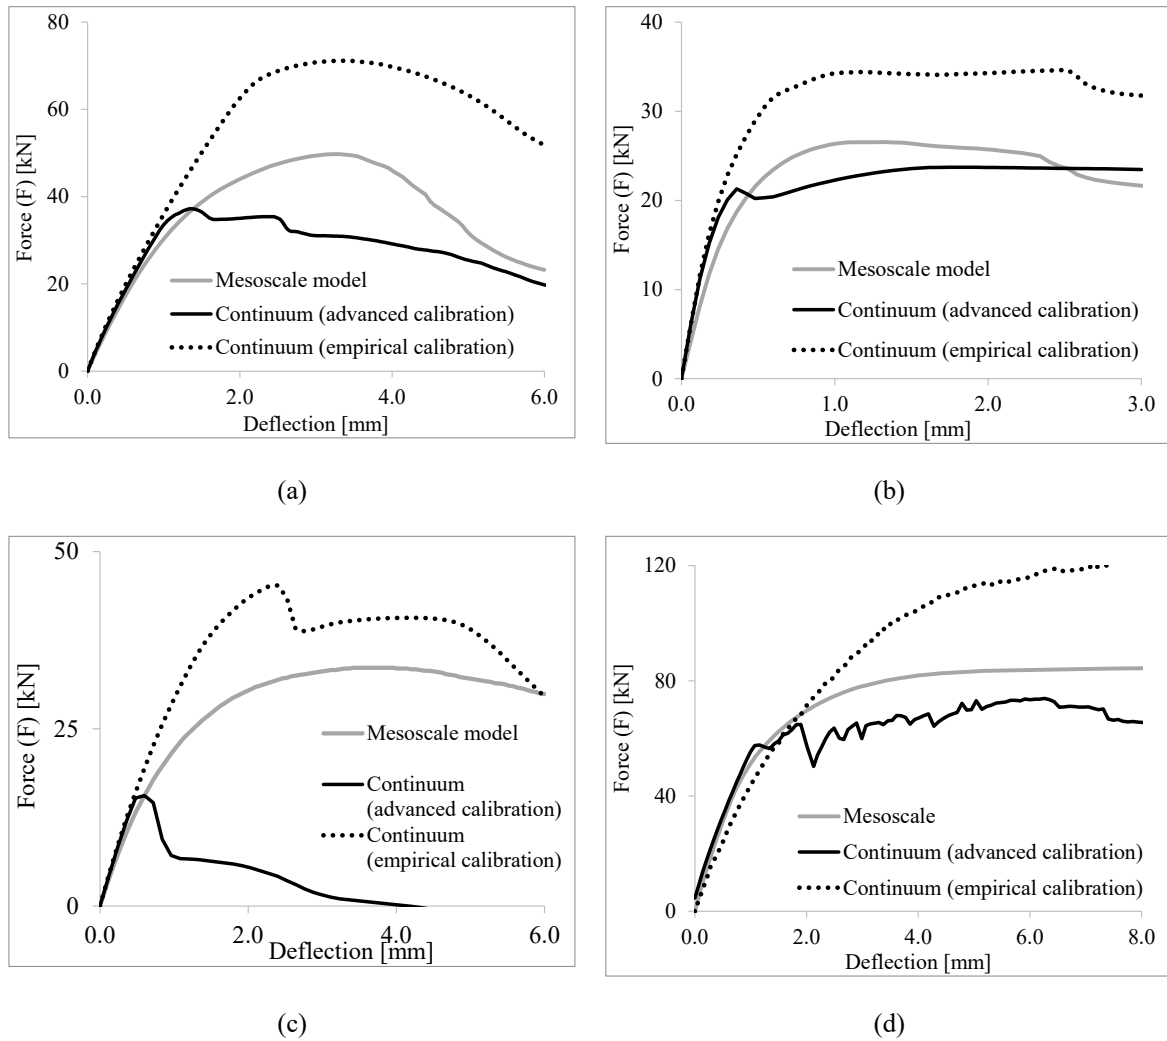 80
60
40
20
0
Force (F) [kN]
Mesoscale model
Continuum (advanced calibration)
Continuum (empirical calibration)
0.0 2.0 4.0 6.0
Deflection [mm]
(a)
40
30
20
10
0
Force (F) [kN]
Mesoscale model
Continuum (advanced calibration)
Continuum (empirical calibration)
0.0 1.0 2.0 3.0
Deflection [mm]
(b)
50
25
0
Force (F) [kN]
Mesoscale model
Continuum
(advanced calibration)
Continuum
(empirical calibration)
0.0 2.0 4.0 6.0
Deflection [mm]
(c)
120
80
40
0
Force (F) [kN]
Mesoscale
Continuum (advanced calibration)
Continuum (empirical calibration)
0.0 2.0 4.0 6.0 8.0
Deflection [mm]
(d)